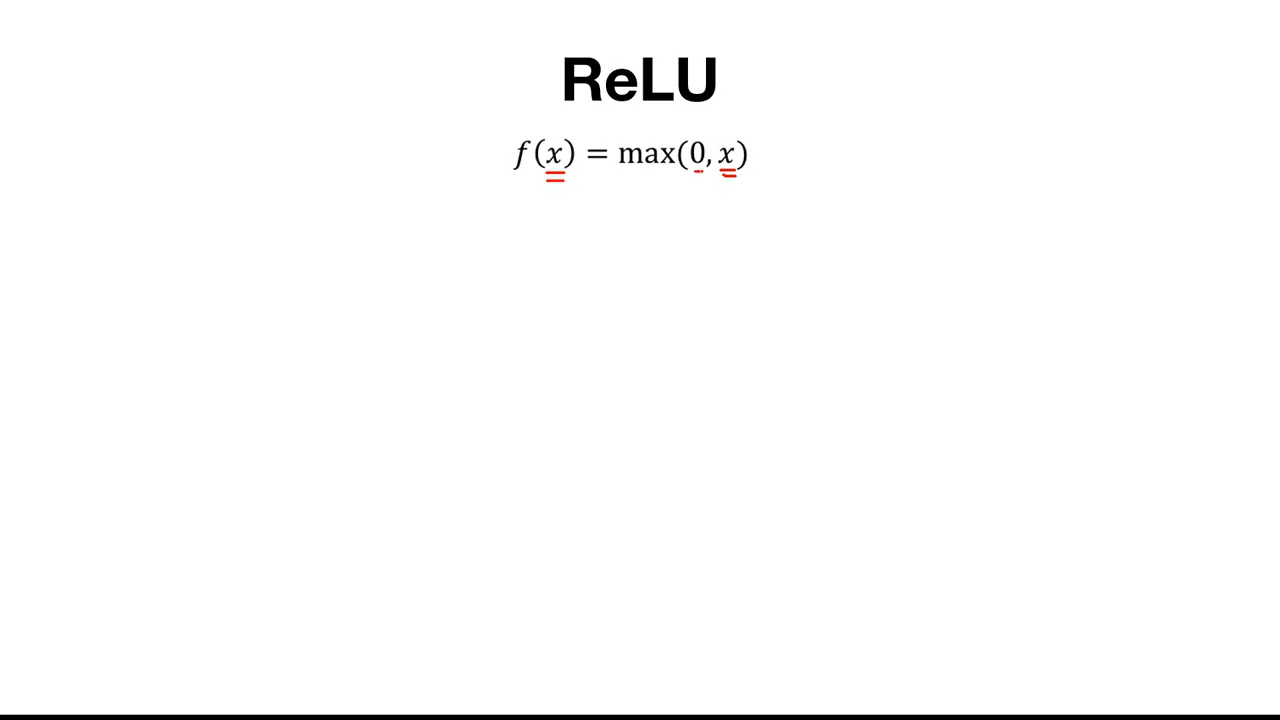 ReLU
f(x) = max(0, x)